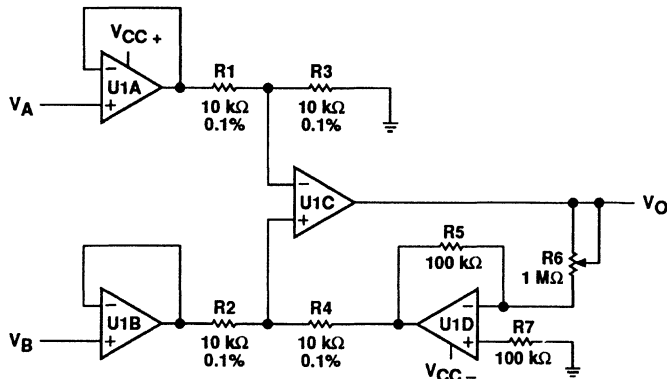 VCC+
U1A
−
+
VA
R1
10 kΩ
0.1%
R3
10 kΩ
0.1%
−
+
U1C
VO
R5
100 kΩ
R6
1 MΩ
−
+
U1B
VB
R2
10 kΩ
0.1%
R4
10 kΩ
0.1%
−
+
U1D
VCC−
R7
100 kΩ